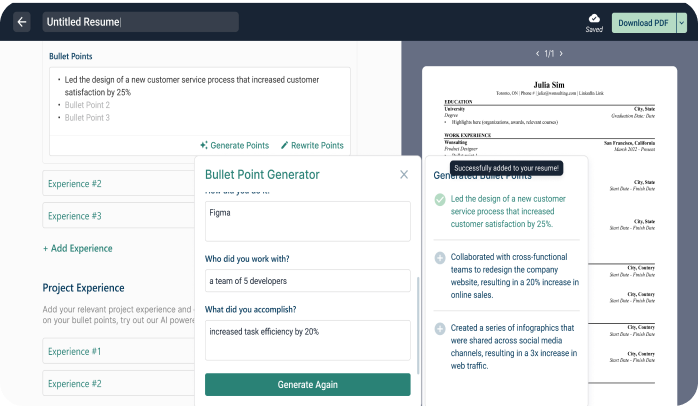 Untitled Resume
Saved
Download PDF
Bullet Points
• Led the design of a new customer service process that increased customer
satisfaction by 25%
• Bullet Point 2
• Bullet Point 3
Generate Points
Rewrite Points
Experience #2
Experience #3
+ Add Experience
Project Experience
Add your relevant project experience and
on your bullet points, try out our AI powere
Experience #1
Experience #2
Bullet Point Generator
Figma
Who did you work with?
a team of 5 developers
What did you accomplish?
increased task efficiency by 20%
Generate Again
< 1/1 >
Julia Sim
Toronto, ON | Phone # | julia@wonsulting.com | LinkedIn Link
EDUCATION
University City, State
Degree Graduation Date: Date
• Highlights here (organizations, awards, relevant courses)
WORK EXPERIENCE
Wonsulting San Francisco, California
Product Designer March 2022 - Present
Successfully added to your resume!
Generated Bullet Points
Led the design of a new customer
service process that increased
customer satisfaction by 25%.
Collaborated with cross-functional
teams to redesign the company
website, resulting in a 20% increase in
online sales.
Created a series of infographics that
were shared across social media
channels, resulting in a 3x increase in
web traffic.
City, State
Start Date - Finish Date
City, State
Start Date - Finish Date
City, Country
Start Date - Finish Date
City, Country
Start Date - Finish Date
City, Country
Start Date - Finish Date
City, Country
Start Date - Finish Date